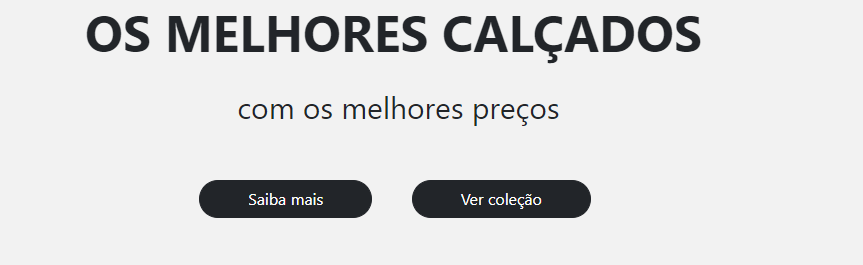 OS MELHORES CALÇADOS
com os melhores preços
Saiba mais
Ver coleção